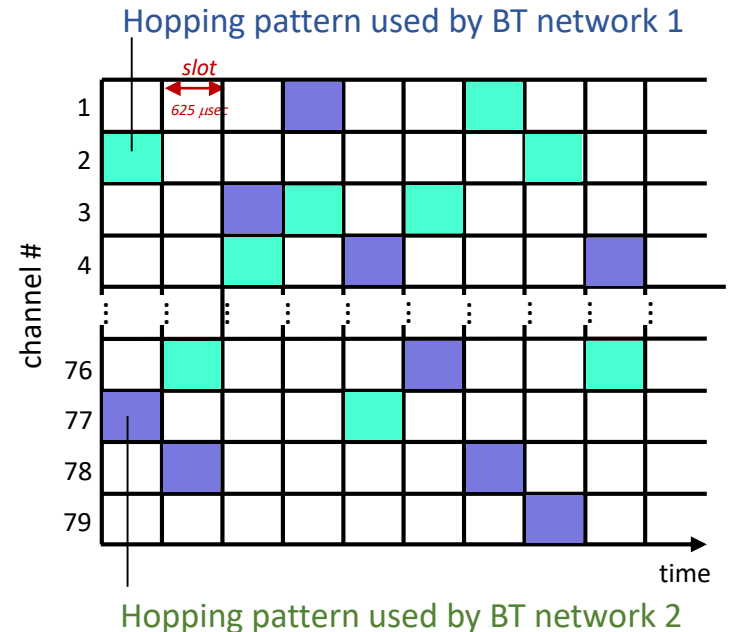 Hopping pattern used by BT network 1
slot
625 μsec
1
2
3
4
76
77
78
79
channel #
time
Hopping pattern used by BT network 2